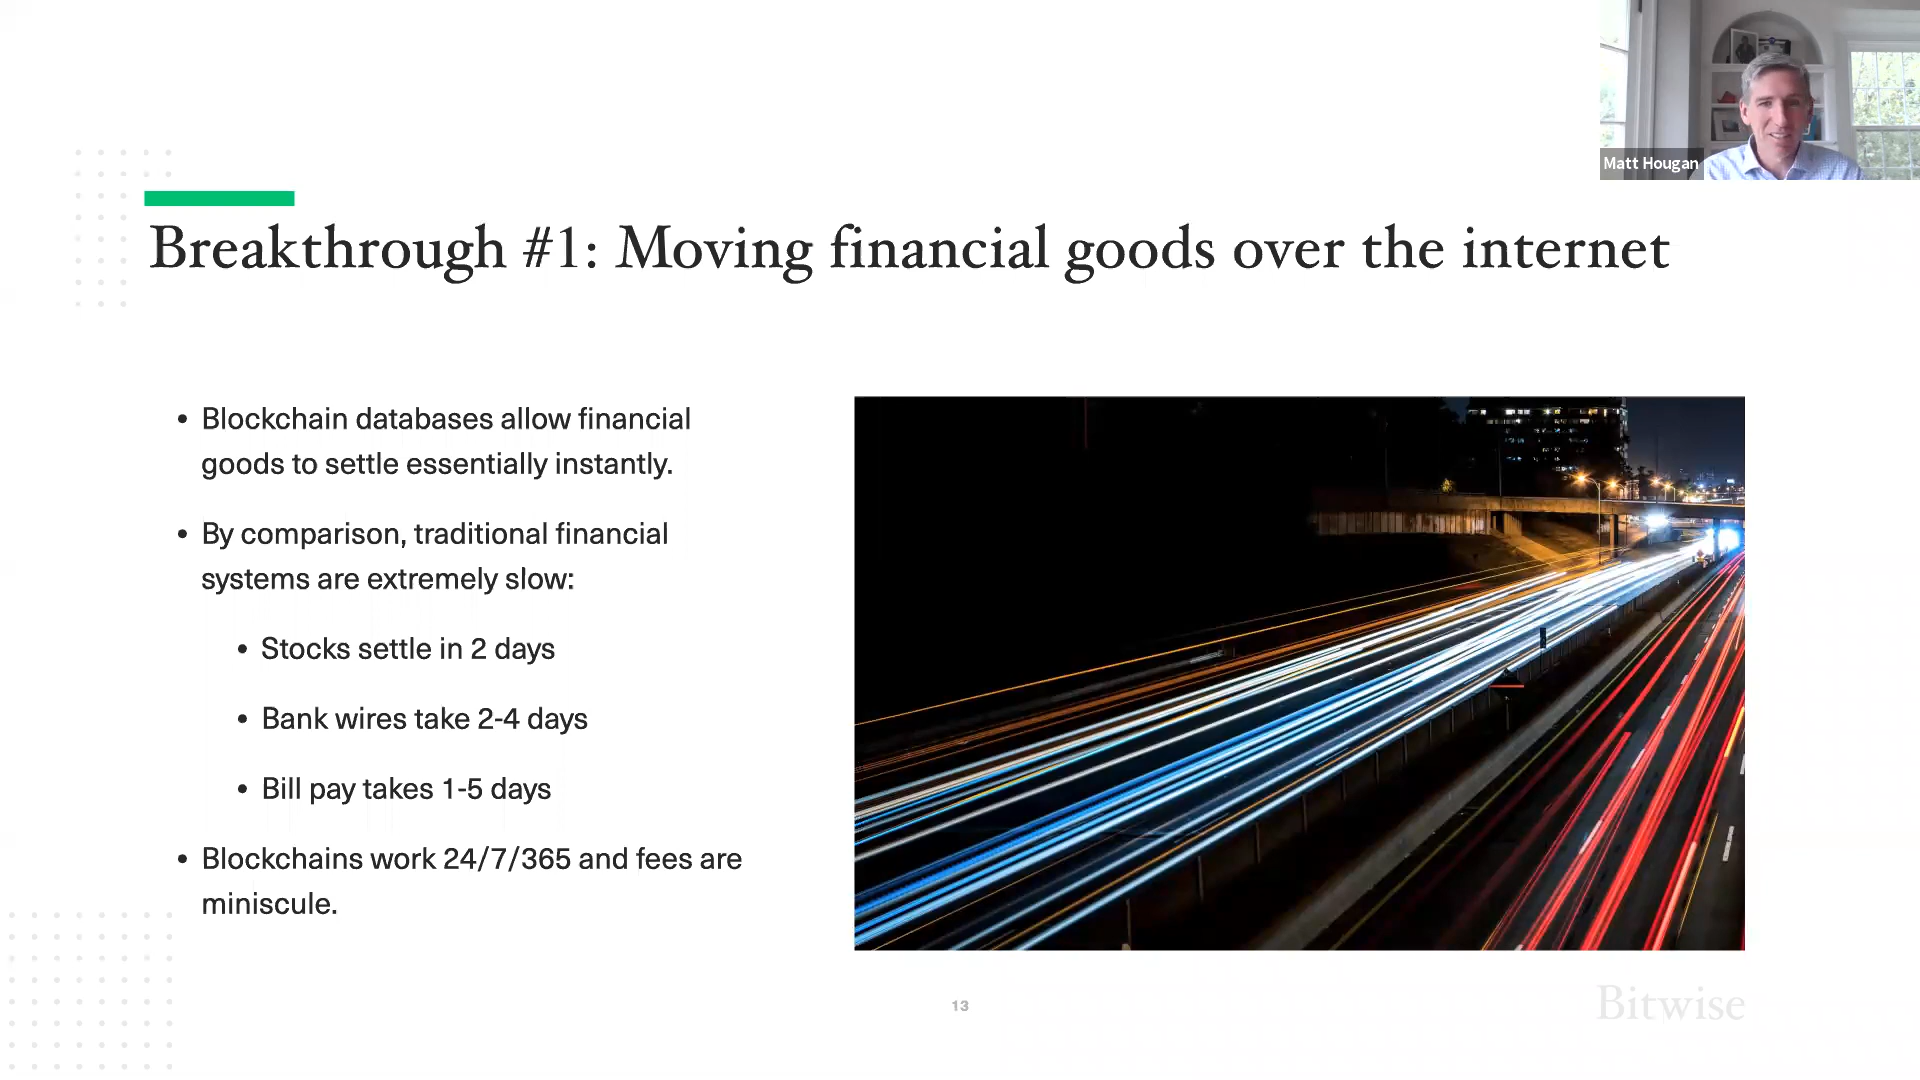 Matt Hougan
Breakthrough #1: Moving financial goods over the internet
• Blockchain databases allow financial
goods to settle essentially instantly.
• By comparison, traditional financial
systems are extremely slow:
• Stocks settle in 2 days
• Bank wires take 2-4 days
• Bill pay takes 1-5 days
• Blockchains work 24/7/365 and fees are
miniscule.
13
Bitwise